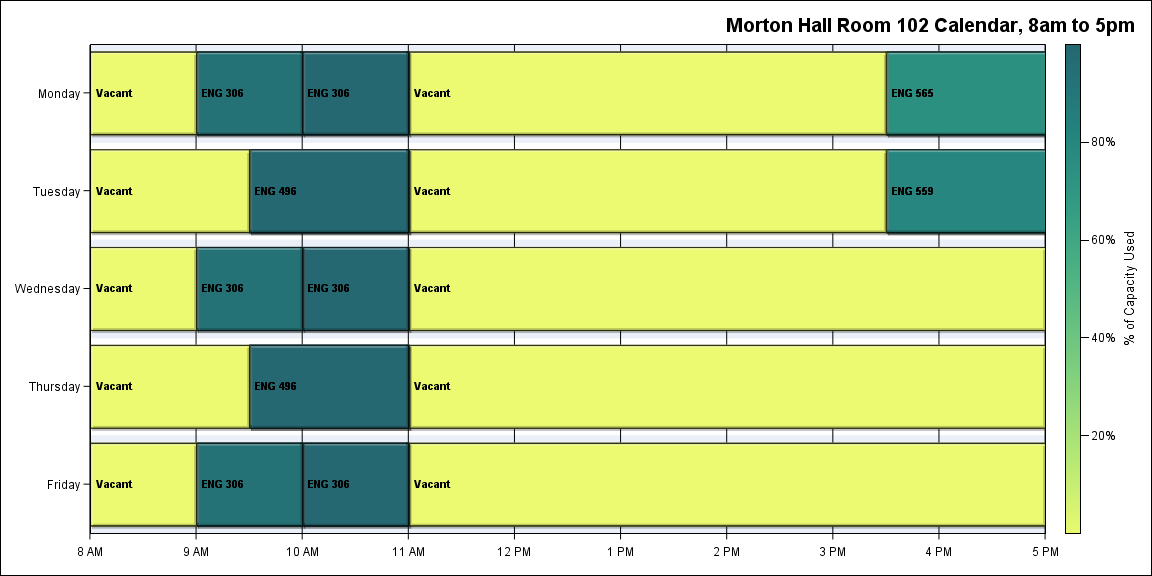 Morton Hall Room 102 Calendar, 8am to 5pm
Monday Vacant ENG 306 ENG 306 Vacant ENG 565
80%
Tuesday Vacant ENG 496 Vacant ENG 559
60%
% of Capacity Used
Wednesday Vacant ENG 306 ENG 306 Vacant
40%
Thursday Vacant ENG 496 Vacant
20%
Friday Vacant ENG 306 ENG 306 Vacant
8 AM 9 AM 10 AM 11 AM 12 PM 1 PM 2 PM 3 PM 4 PM 5 PM